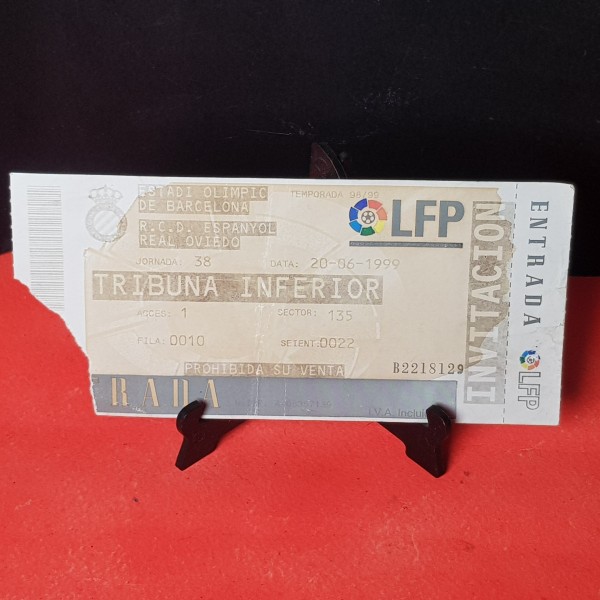 ESTADI OLIMPIC
DE BARCELONA
TEMPORADA 98/99
R.C.D. ESPANYOL
REAL OVIEDO
LFP
JORNADA: 38
DATA: 20-06-1999
TRIBUNA INFERIOR
ACCES: 1
SECTOR: 135
FILA: 0010
SEIENT: 0022
PROHIBIDA SU VENTA
B2218129
RADA
I.V.A. Inclui
INVITACION
ENTRADA
LFP